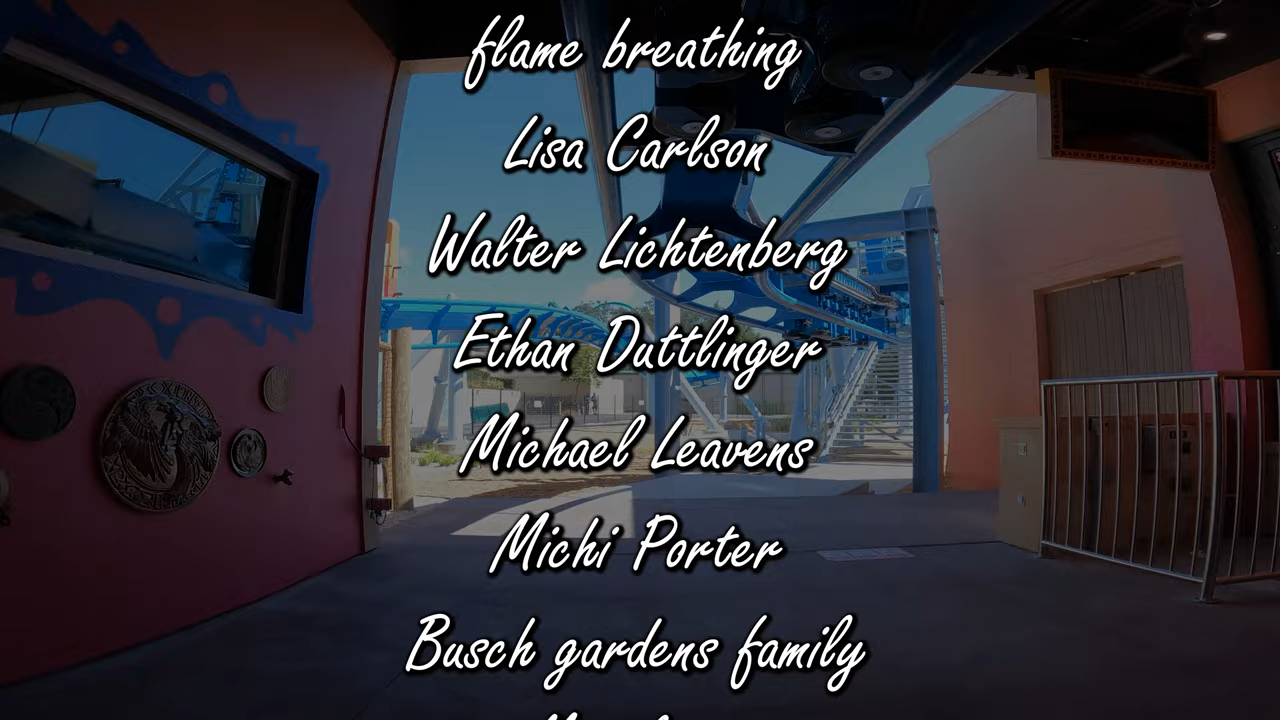 flame breathing
Lisa Carlson
Walter Lichtenberg
Ethan Duttlinger
Michael Leavens
Michi Porter
Busch gardens family